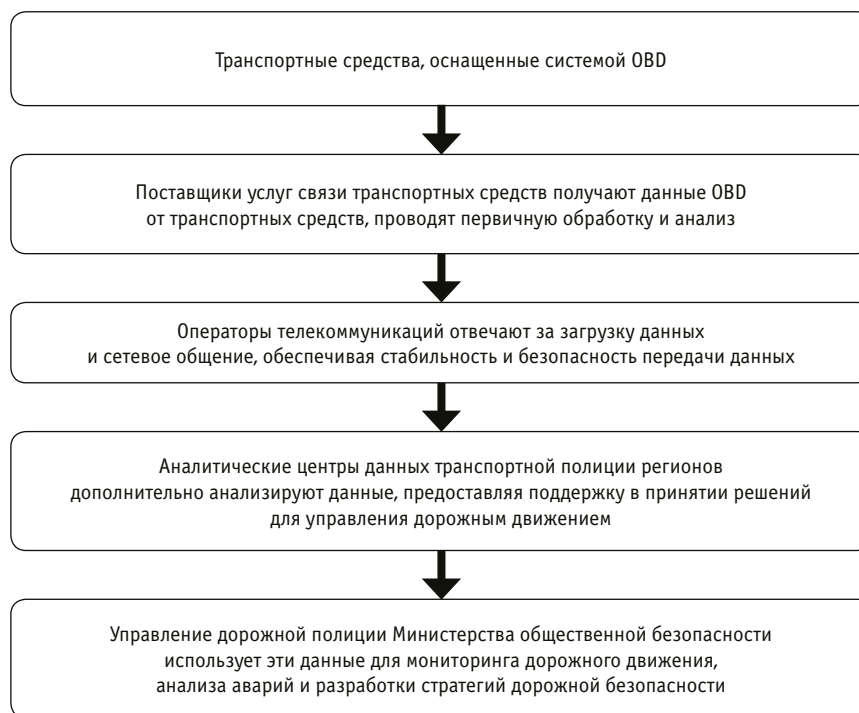 Транспортные средства, оснащенные системой OBD
Поставщики услуг связи транспортных средств получают данные OBD
от транспортных средств, проводят первичную обработку и анализ
Операторы телекоммуникаций отвечают за загрузку данных
и сетевое общение, обеспечивая стабильность и безопасность передачи данных
Аналитические центры данных транспортной полиции регионов
дополнительно анализируют данные, предоставляя поддержку в принятии решений
для управления дорожным движением
Управление дорожной полиции Министерства общественной безопасности
использует эти данные для мониторинга дорожного движения,
анализа аварий и разработки стратегий дорожной безопасности